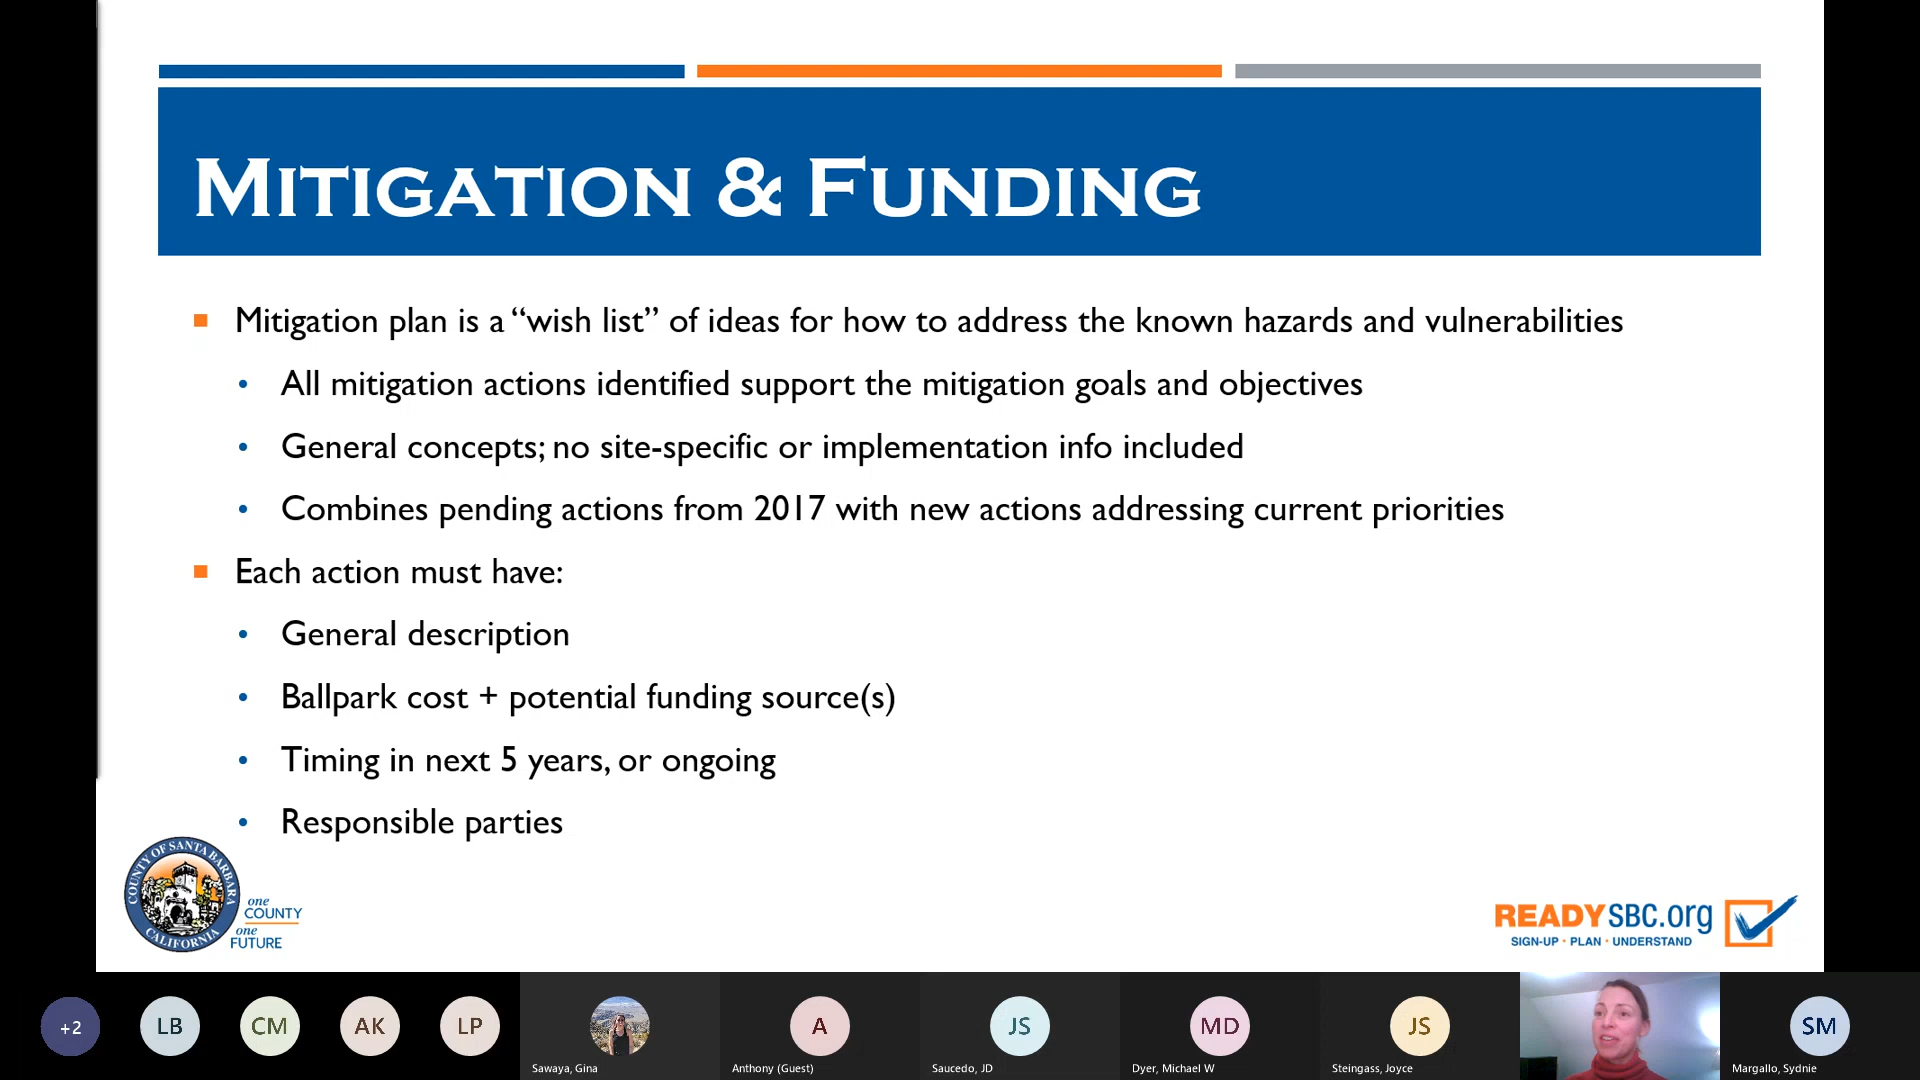 MITIGATION & FUNDING
Mitigation plan is a “wish list” of ideas for how to address the known hazards and vulnerabilities
All mitigation actions identified support the mitigation goals and objectives
General concepts; no site-specific or implementation info included
Combines pending actions from 2017 with new actions addressing current priorities
Each action must have:
General description
Ballpark cost + potential funding source(s)
Timing in next 5 years, or ongoing
Responsible parties
COUNTY OF SANTA BARBARA
CALIFORNIA
one
COUNTY
one
FUTURE
READYSBC.org
SIGN-UP · PLAN · UNDERSTAND
+2
LB
CM
AK
LP
A
JS
MD
JS
SM
Sawaya, Gina
Anthony (Guest)
Saucedo, JD
Dyer, Michael W
Steingass, Joyce
Margallo, Sydnie